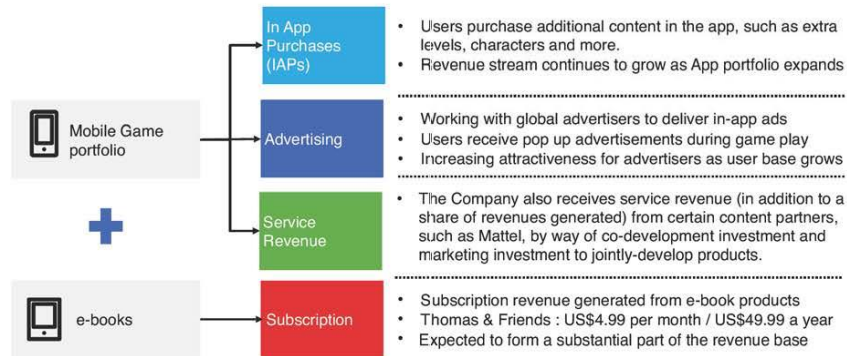 In App
Purchases
(IAPs)
• Users purchase additional content in the app, such as extra
levels, characters and more.
• Revenue stream continues to grow as App portfolio expands
Mobile Game
portfolio
Advertising
• Working with global advertisers to deliver in-app ads
• Users receive pop up advertisements during game play
• Increasing attractiveness for advertisers as user base grows
Service
Revenue
• The Company also receives service revenue (in addition to a
share of revenues generated) from certain content partners,
such as Mattel, by way of co-development investment and
marketing investment to jointly-develop products.
e-books
Subscription
• Subscription revenue generated from e-book products
• Thomas & Friends : US$4.99 per month / US$49.99 a year
• Expected to form a substantial part of the revenue base